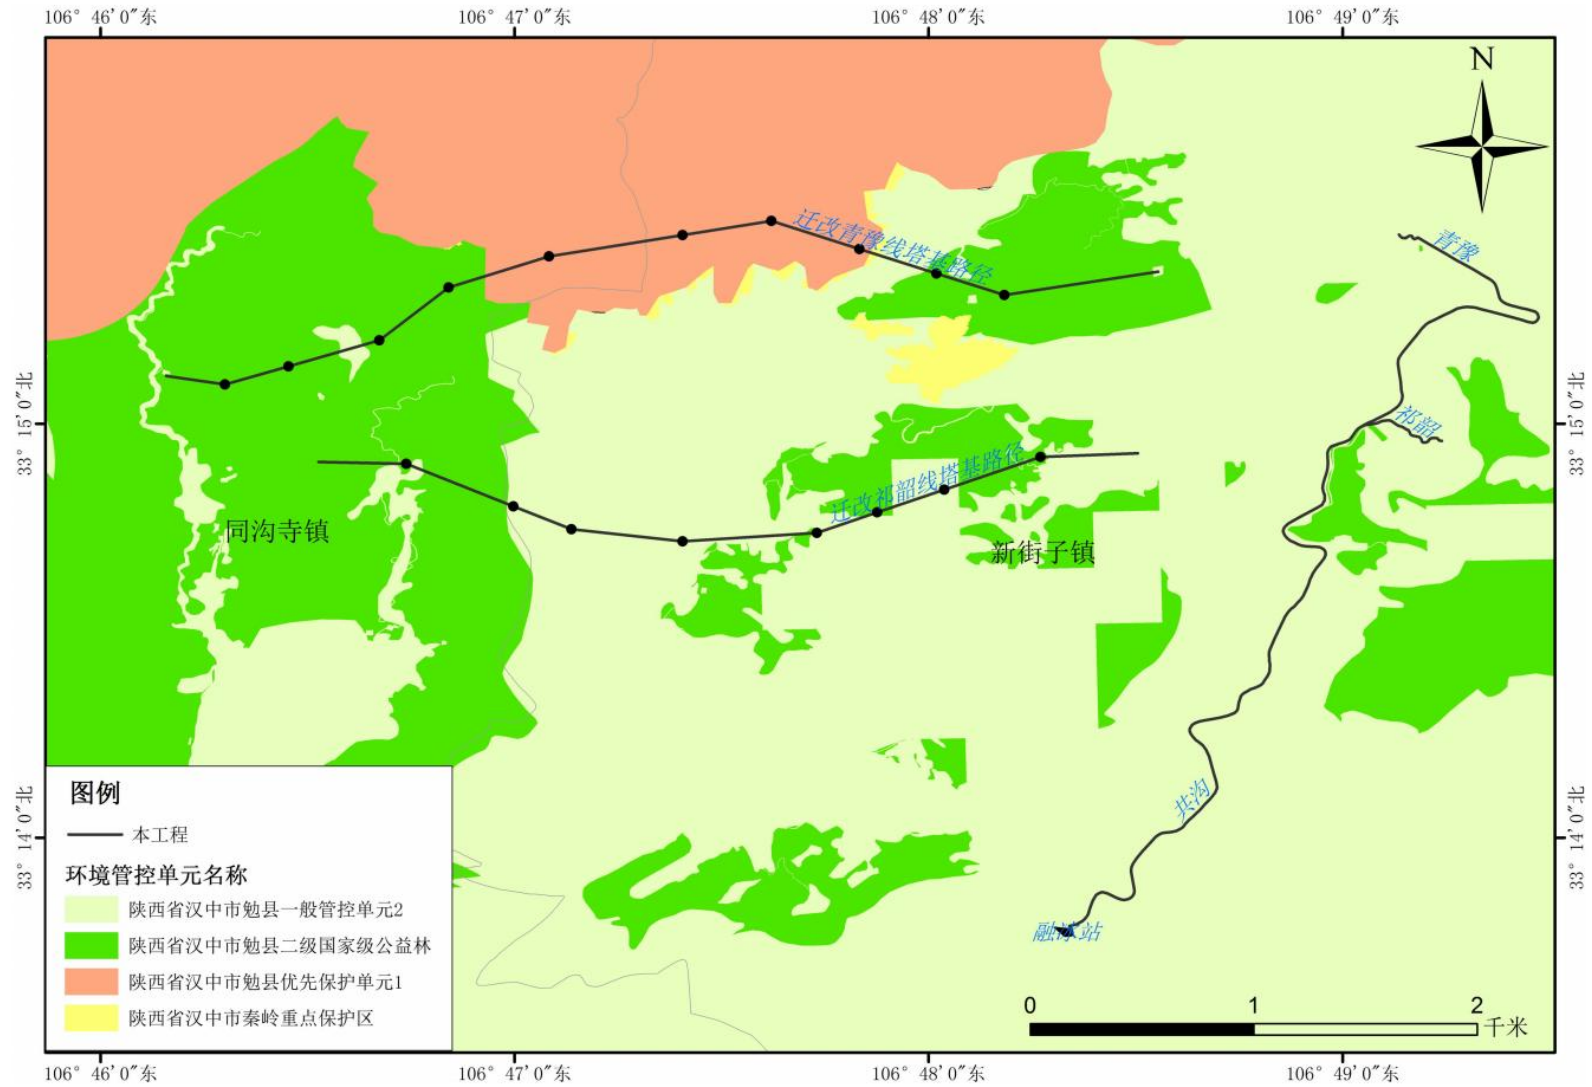 106° 46′0″东
106° 47′0″东
106° 48′0″东
106° 49′0″东
N
迁改青豫线塔基路径
青豫
33° 15′0″北
33° 15′0″北
祁韶
迁改祁韶线塔基路径
同沟寺镇
新街子镇
共沟
融冰站
33° 14′0″北
33° 14′0″北
图例
本工程
环境管控单元名称
陕西省汉中市勉县一般管控单元2
陕西省汉中市勉县二级国家级公益林
陕西省汉中市勉县优先保护单元1
陕西省汉中市秦岭重点保护区
0 1 2
千米
106° 46′0″东
106° 47′0″东
106° 48′0″东
106° 49′0″东